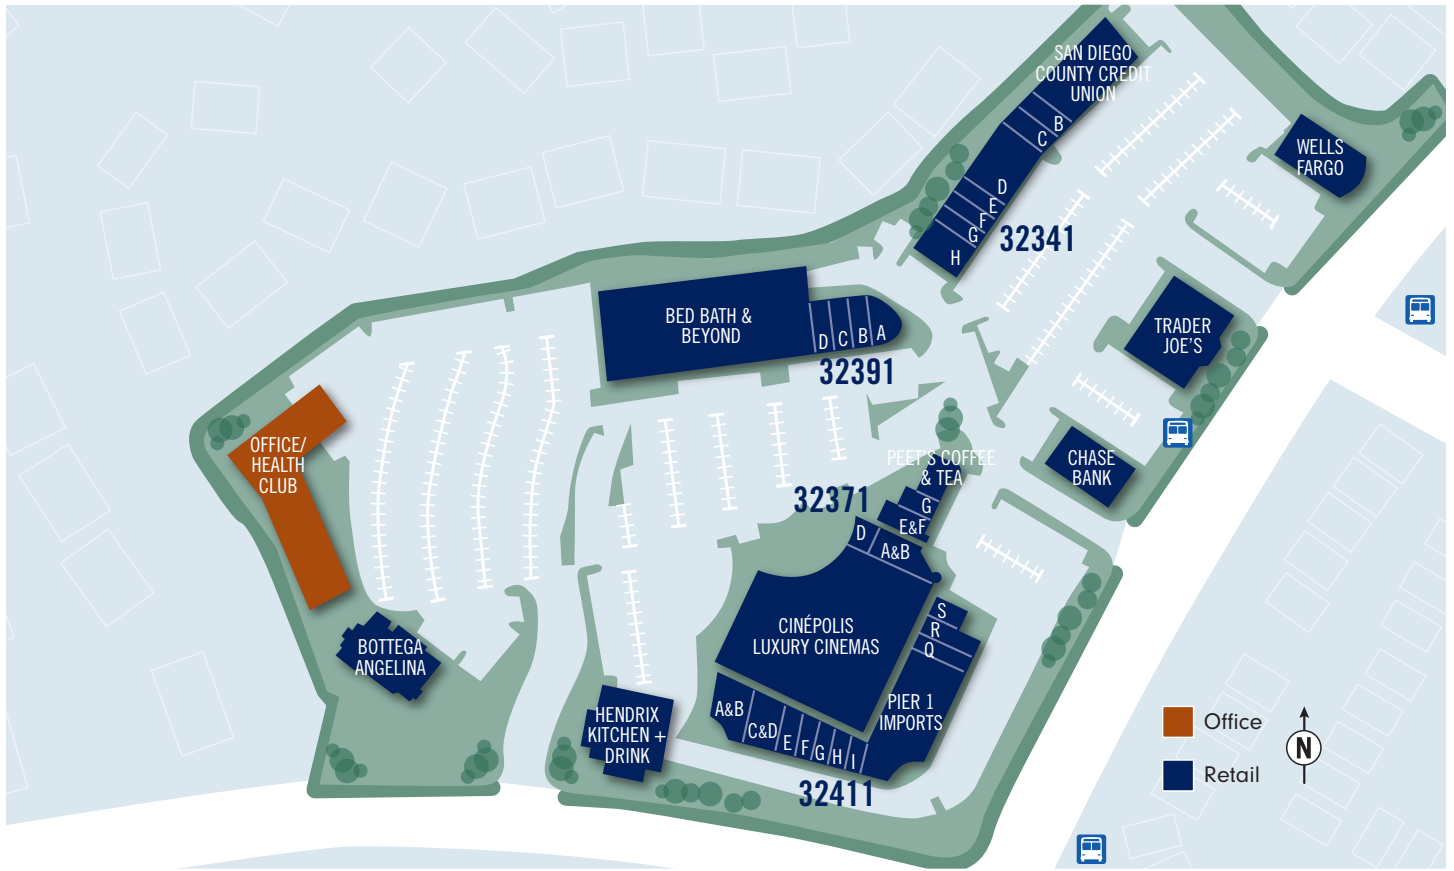 SAN DIEGO
COUNTY CREDIT
UNION
B
C
D
E
F
G
H
32341
WELLS
FARGO
BED BATH &
BEYOND
D
C
B
A
32391
TRADER
JOE'S
OFFICE/
HEALTH
CLUB
CHASE
BANK
PEET'S COFFEE
& TEA
32371
G
E&F
D
A&B
CINÉPOLIS
LUXURY CINEMAS
S
R
Q
BOTTEGA
ANGELINA
PIER 1
IMPORTS
HENDRIX
KITCHEN +
DRINK
A&B
C&D
E
F
G
H
I
32411
Office
Retail
N